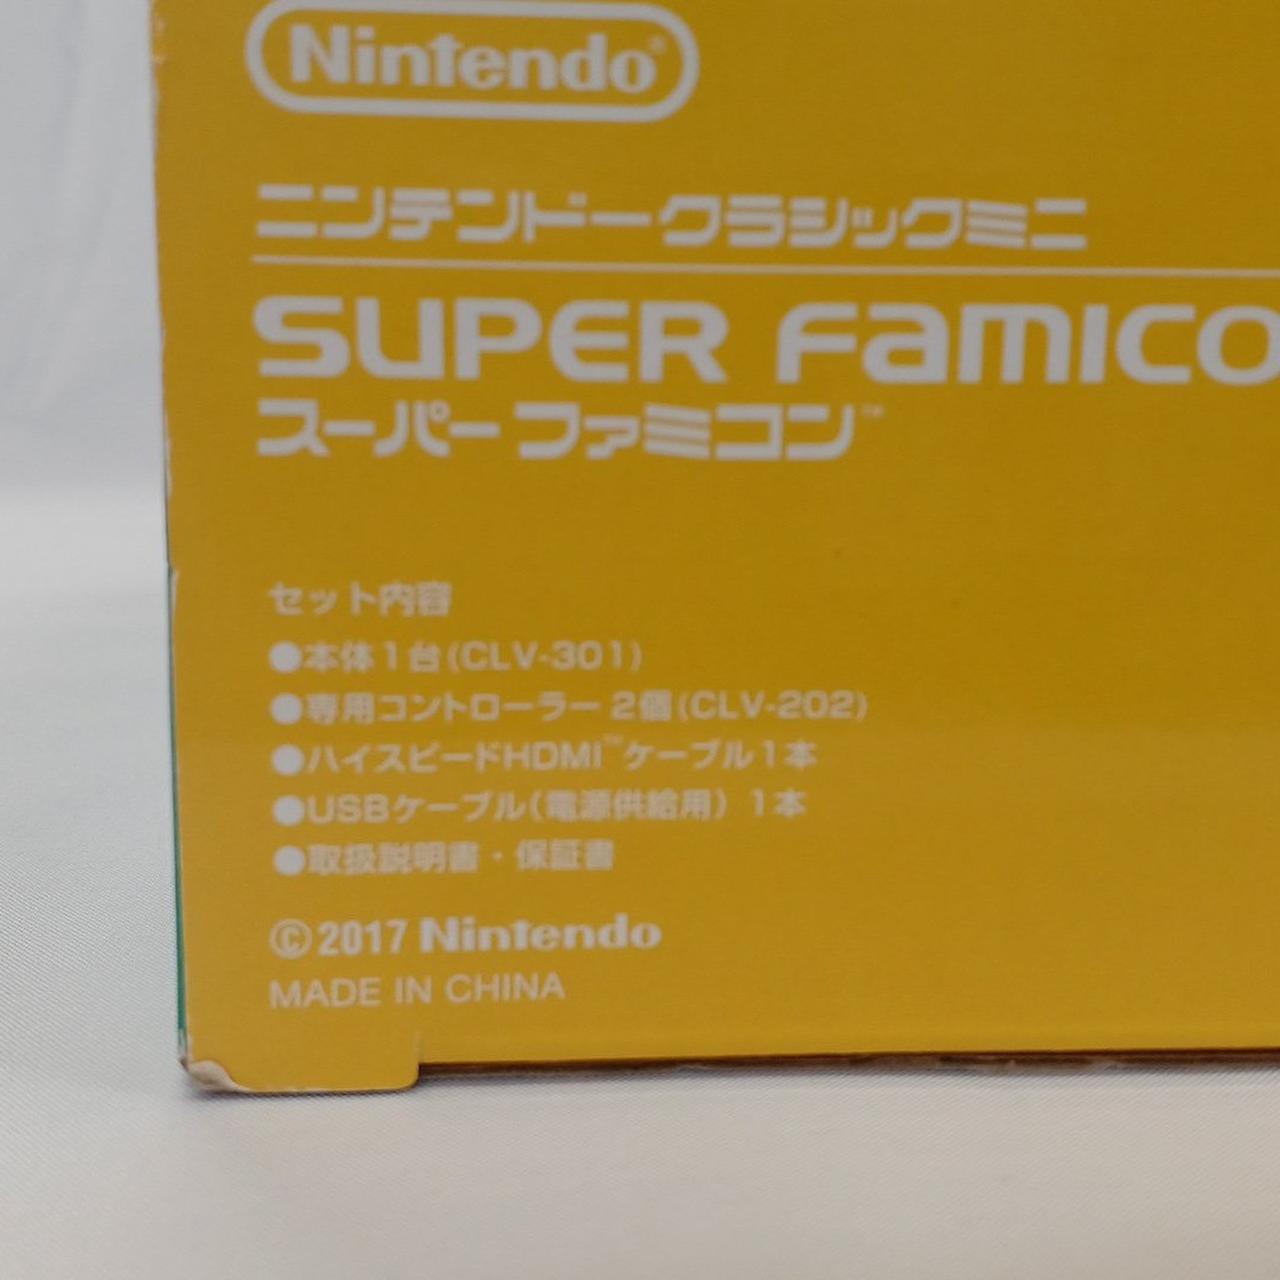 Nintendo®
ニンテンドークラシックミニ
SUPER FAMICO
スーパーファミコン™
セット内容
●本体1台(CLV-301)
●専用コントローラー 2個(CLV-202)
●ハイスピードHDMI™ケーブル1本
●USBケーブル(電源供給用) 1本
●取扱説明書・保証書
©2017 Nintendo
MADE IN CHINA